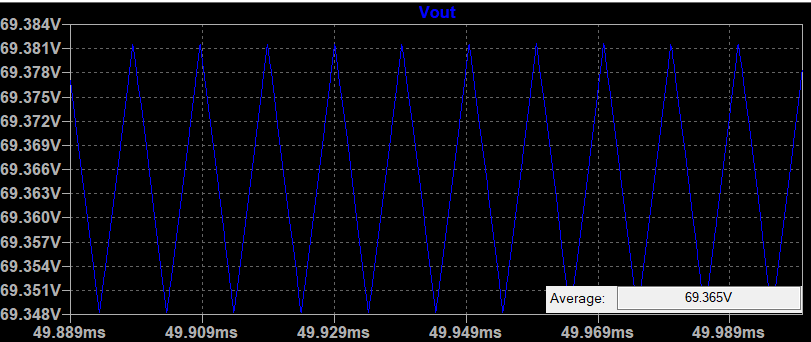 Vout
69.384V
69.381V
69.378V
69.375V
69.372V
69.369V
69.366V
69.363V
69.360V
69.357V
69.354V
69.351V
69.348V
Average: 69.365V
49.889ms 49.909ms 49.929ms 49.949ms 49.969ms 49.989ms